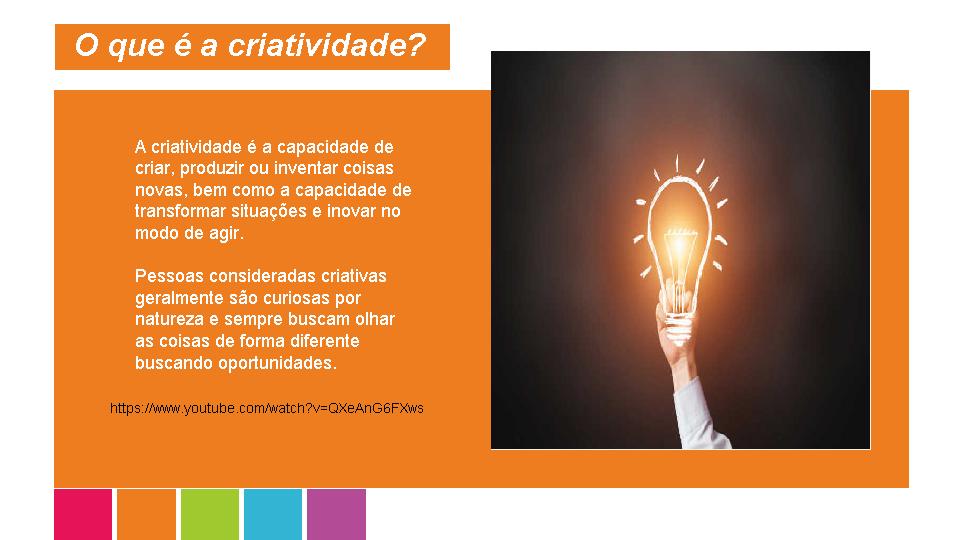 O que é a criatividade?
A criatividade é a capacidade de
criar, produzir ou inventar coisas
novas, bem como a capacidade de
transformar situações e inovar no
modo de agir.
Pessoas consideradas criativas
geralmente são curiosas por
natureza e sempre buscam olhar
as coisas de forma diferente
buscando oportunidades.
https://www.youtube.com/watch?v=QXeAnG6FXws